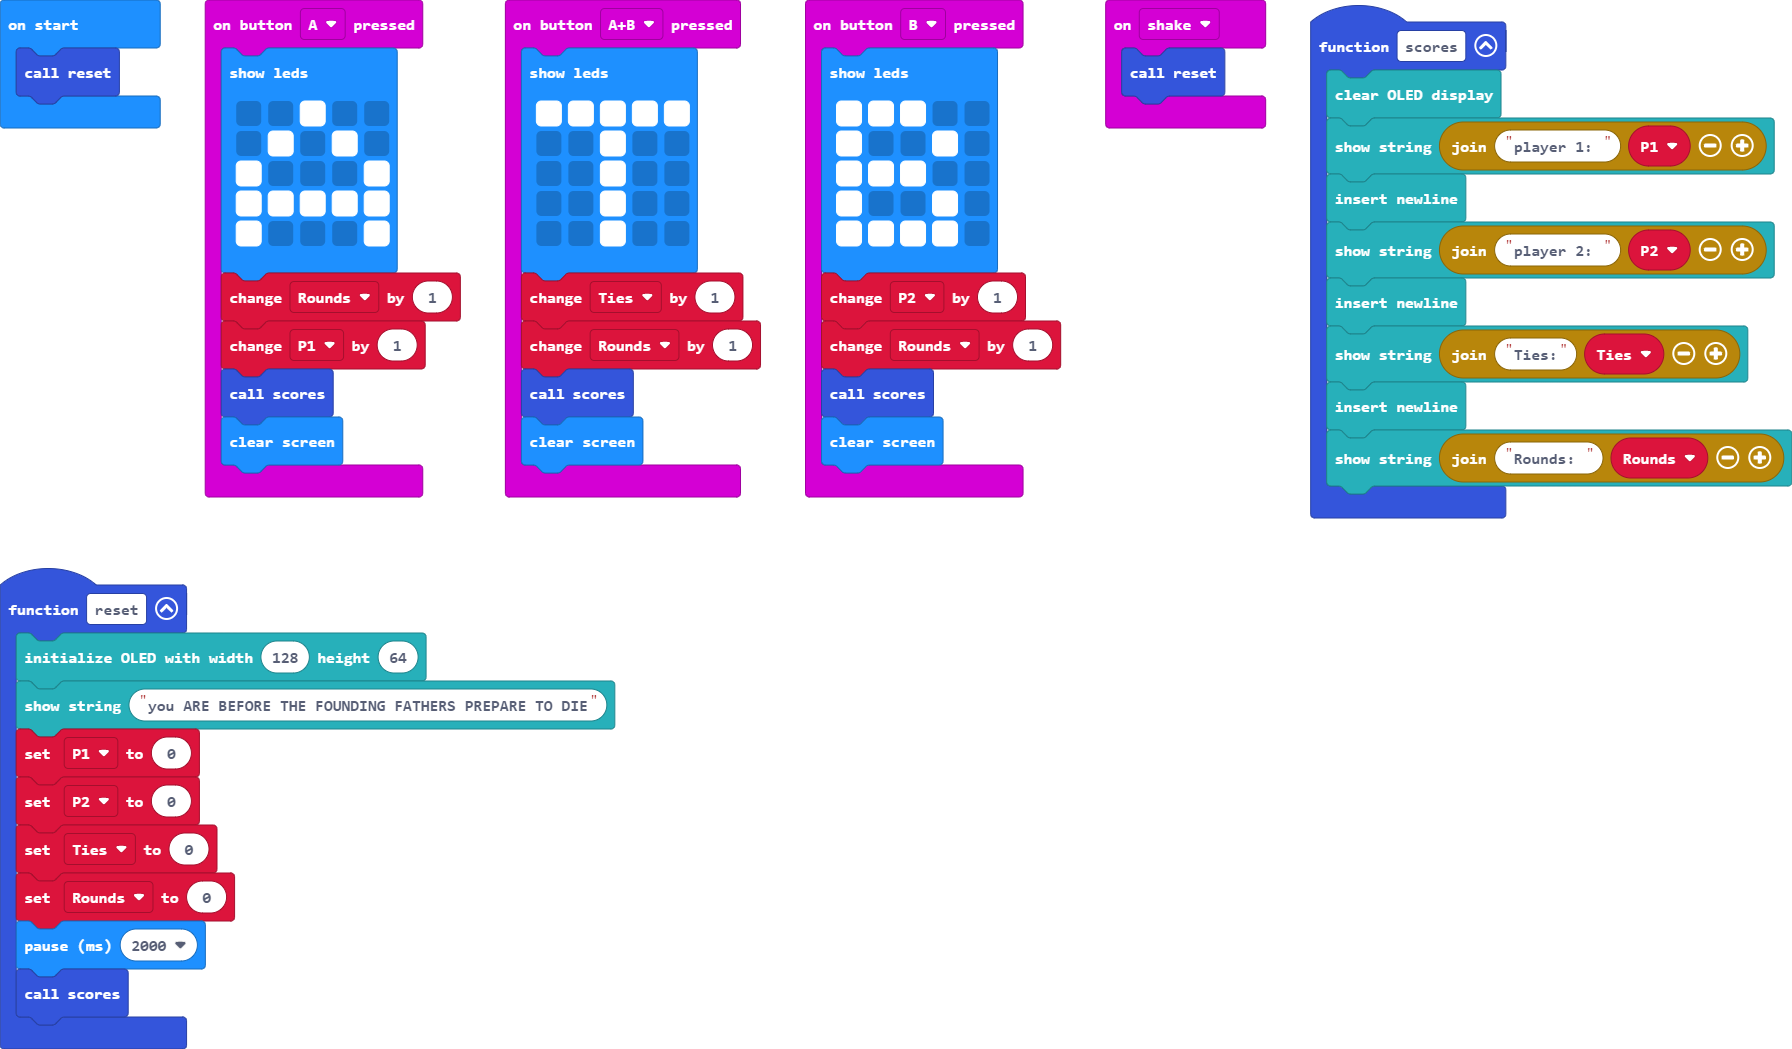 on start
call reset
on button A pressed
show leds
change Rounds by 1
change P1 by 1
call scores
clear screen
on button A+B pressed
show leds
change Ties by 1
change Rounds by 1
call scores
clear screen
on button B pressed
show leds
change P2 by 1
change Rounds by 1
call scores
clear screen
on shake
call reset
function scores
clear OLED display
show string join "player 1: " P1
insert newline
show string join "player 2: " P2
insert newline
show string join "Ties:" Ties
insert newline
show string join "Rounds: " Rounds
function reset
initialize OLED with width 128 height 64
show string "you ARE BEFORE THE FOUNDING FATHERS PREPARE TO DIE"
set P1 to 0
set P2 to 0
set Ties to 0
set Rounds to 0
pause (ms) 2000
call scores